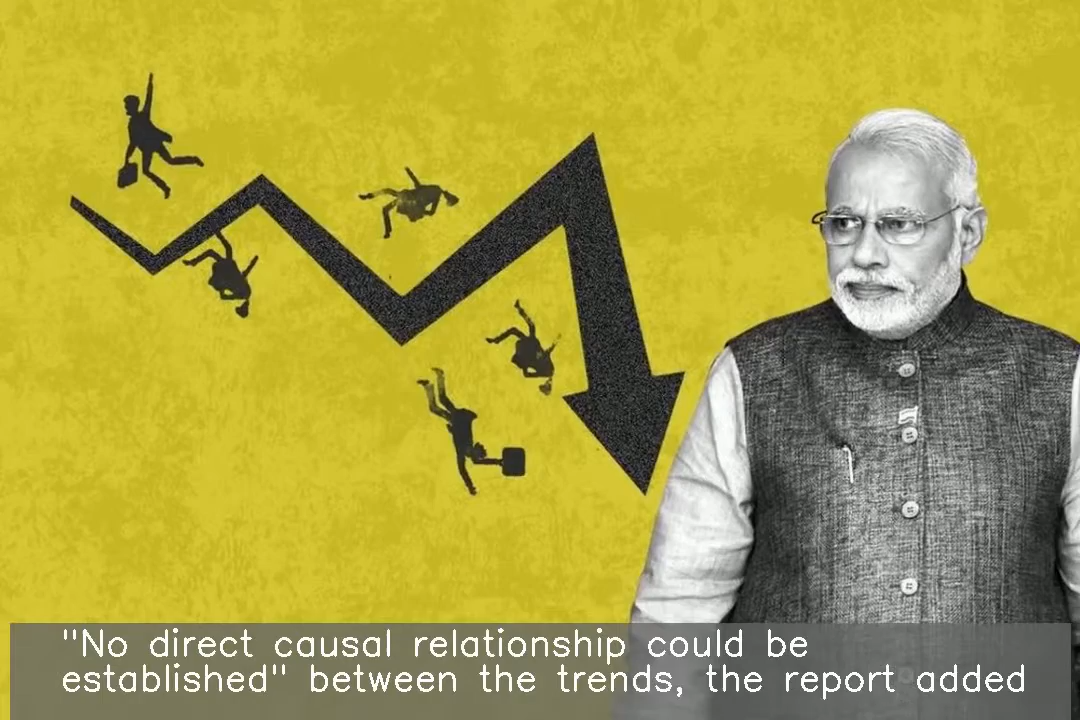 "No direct causal relationship could be
established" between the trends, the report added